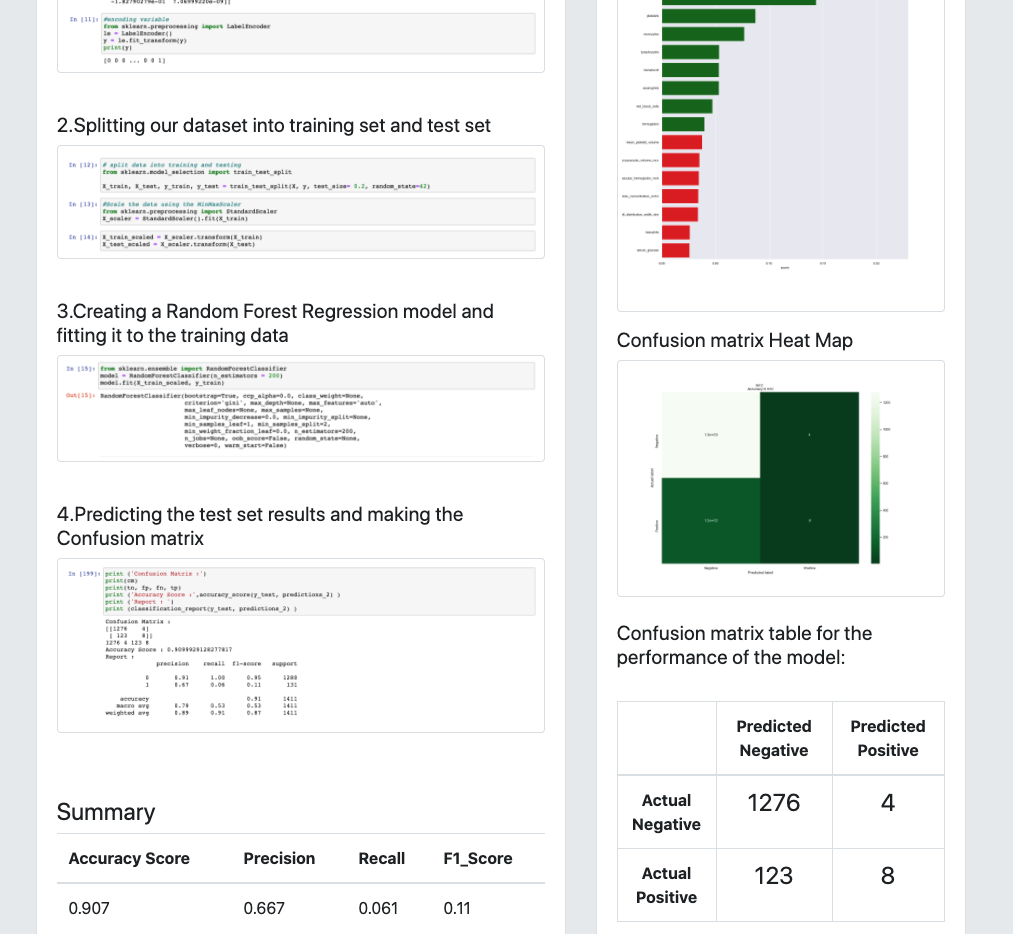 In [11]: #encoding variable
from sklearn.preprocessing import LabelEncoder
le = LabelEncoder()
y = le.fit_transform(y)
print(y)
[0 0 0 ... 0 0 1]
2.Splitting our dataset into training set and test set
In [12]: # split data into training and testing
from sklearn.model_selection import train_test_split
X_train, X_test, y_train, y_test = train_test_split(X, y, test_size= 0.2, random_state=42)
In [13]: #Scale the data using the MinMaxScaler
from sklearn.preprocessing import StandardScaler
X_scaler = StandardScaler().fit(X_train)
In [14]: X_train_scaled = X_scaler.transform(X_train)
X_test_scaled = X_scaler.transform(X_test)
3.Creating a Random Forest Regression model and
fitting it to the training data
In [15]: from sklearn.ensemble import RandomForestClassifier
model = RandomForestClassifier(n_estimators = 200)
model.fit(X_train_scaled, y_train)
Out[15]: RandomForestClassifier(bootstrap=True, ccp_alpha=0.0, class_weight=None,
criterion='gini', max_depth=None, max_features='auto',
max_leaf_nodes=None, max_samples=None,
min_impurity_decrease=0.0, min_impurity_split=None,
min_samples_leaf=1, min_samples_split=2,
min_weight_fraction_leaf=0.0, n_estimators=200,
n_jobs=None, oob_score=False, random_state=None,
verbose=0, warm_start=False)
4.Predicting the test set results and making the
Confusion matrix
In [199]: print ('Confusion Matrix :')
print(cm)
print(tn, fp, fn, tp)
print ('Accuracy Score :',accuracy_score(y_test, predictions_2) )
print ('Report : ')
print (classification_report(y_test, predictions_2) )
Confusion Matrix :
[[1276 4]
[ 123 8]]
1276 4 123 8
Accuracy Score : 0.9099929128277817
Report :
precision recall f1-score support
0 0.91 1.00 0.95 1280
1 0.67 0.06 0.11 131
accuracy 0.91 1411
macro avg 0.79 0.53 0.53 1411
weighted avg 0.89 0.91 0.87 1411
Summary
Accuracy Score Precision Recall F1_Score
0.907 0.667 0.061 0.11
Confusion matrix Heat Map
Negative
Positive
Actual label
Negative Positive
Predicted label
Confusion matrix table for the
performance of the model:
Predicted
Negative
Predicted
Positive
Actual
Negative
1276 4
Actual
Positive
123 8